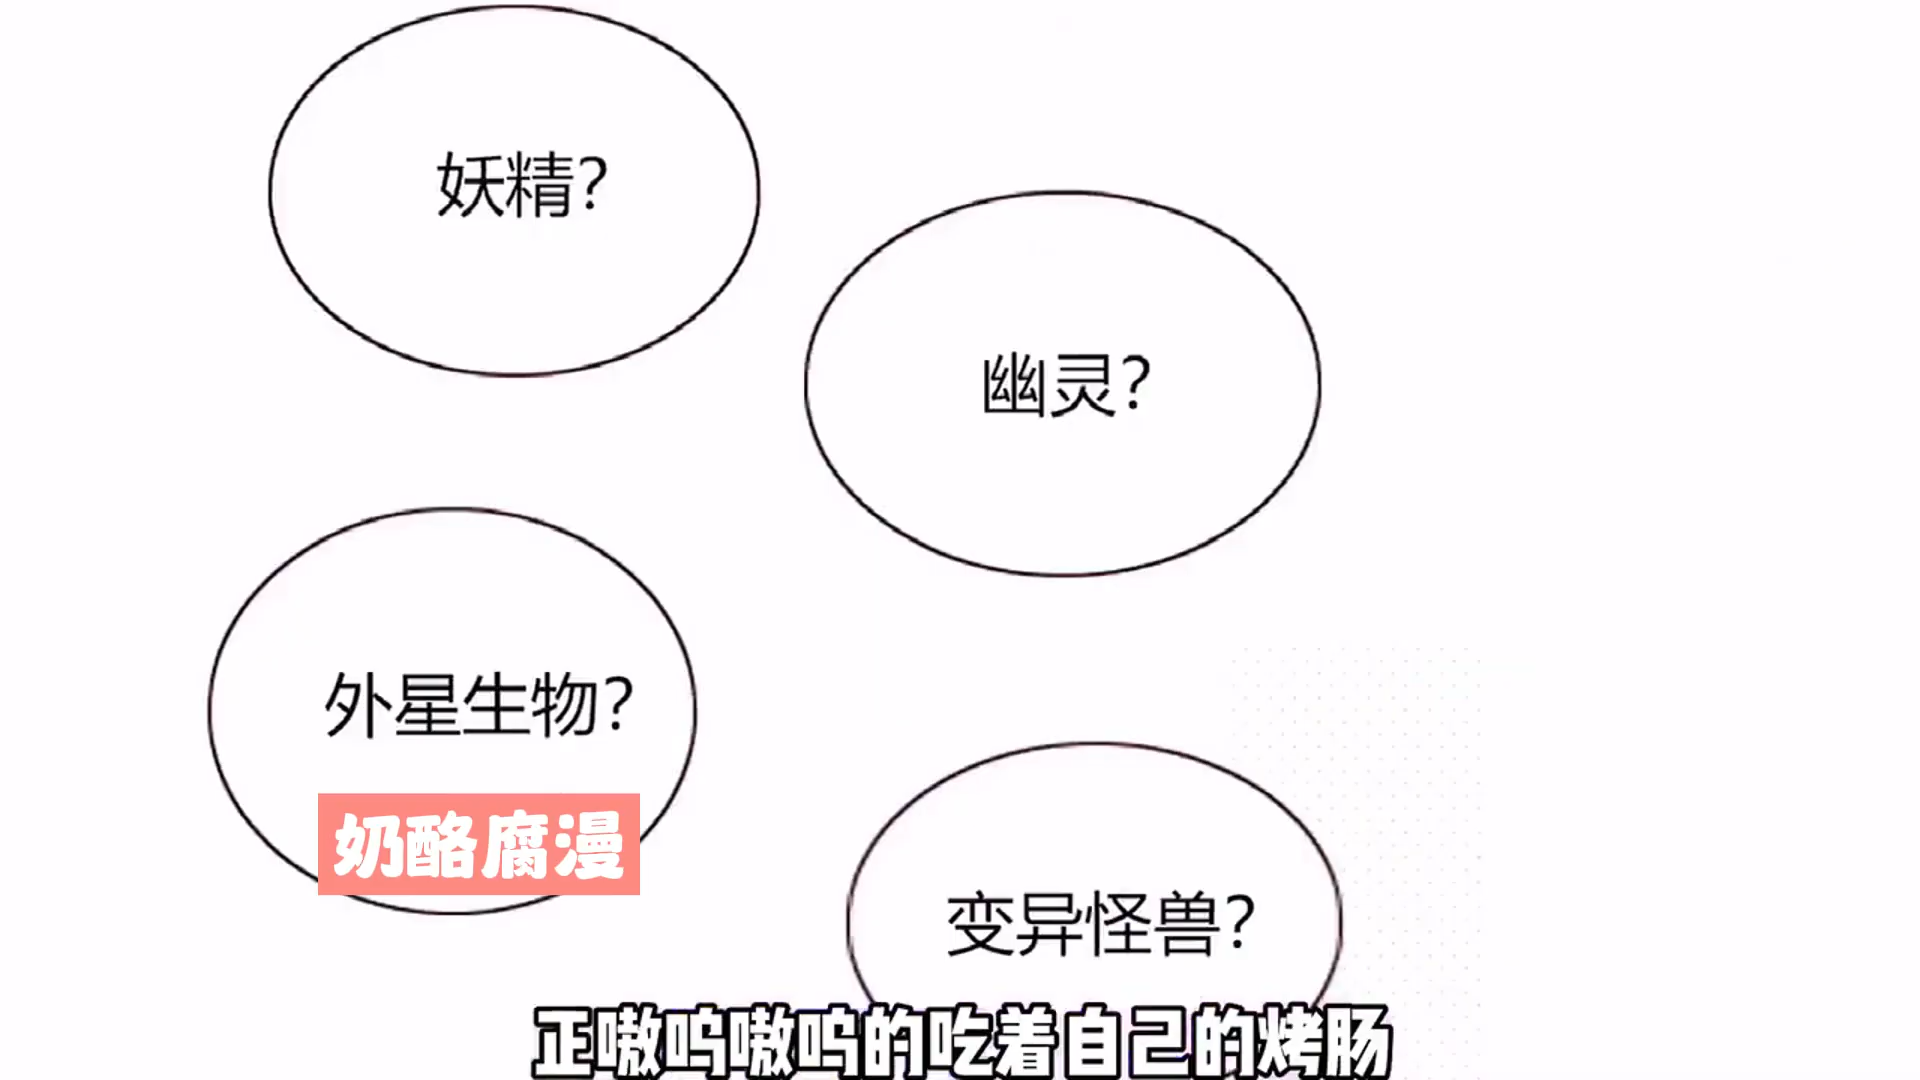 妖精？
幽灵？
外星生物？
奶酪腐漫
变异怪兽？
正嗷呜嗷呜的吃着自己的烤肠